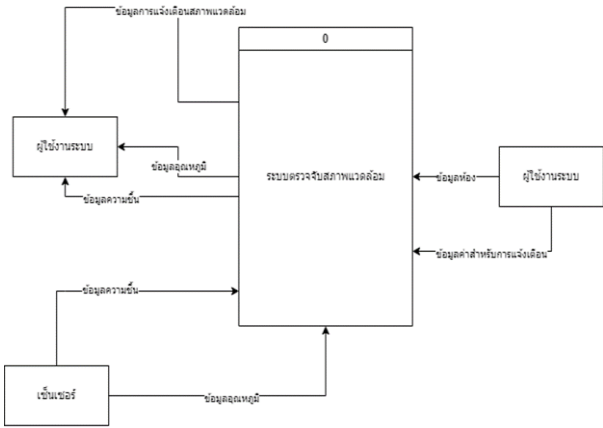 ข้อมูลการแจ้งเตือนสภาพแวดล้อม
0
ผู้ใช้งานระบบ
ข้อมูลอุณหภูมิ
ระบบตรวจจับสภาพแวดล้อม
ข้อมูลห้อง
ผู้ใช้งานระบบ
ข้อมูลความชื้น
ข้อมูลค่าสำหรับการแจ้งเตือน
ข้อมูลความชื้น
เซ็นเซอร์
ข้อมูลอุณหภูมิ